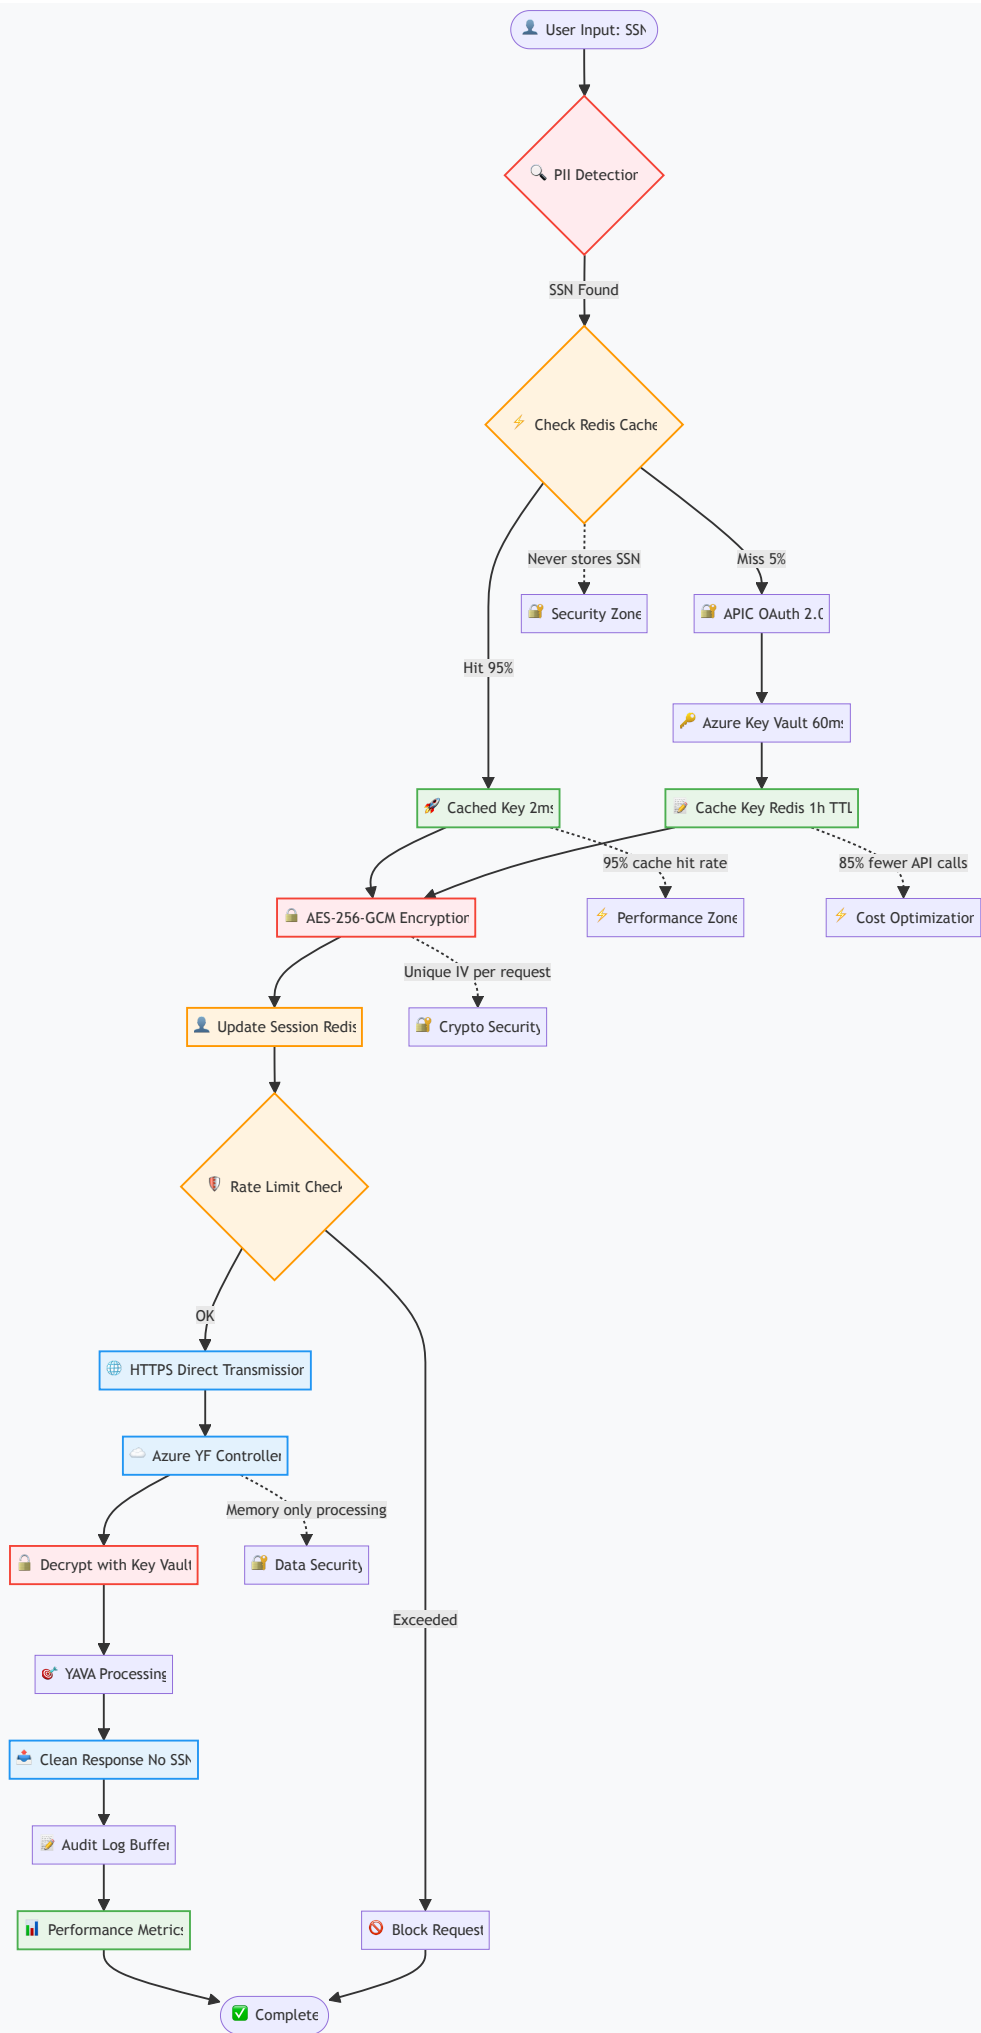 User Input: SSN
PII Detection
SSN Found
Check Redis Cache
Never stores SSN
Miss 5%
Security Zone
APIC OAuth 2.0
Hit 95%
Azure Key Vault 60ms
Cached Key 2ms
Cache Key Redis 1h TTL
95% cache hit rate
85% fewer API calls
AES-256-GCM Encryption
Performance Zone
Cost Optimization
Unique IV per request
Update Session Redis
Crypto Security
Rate Limit Check
OK
HTTPS Direct Transmission
Azure YF Controller
Memory only processing
Decrypt with Key Vault
Data Security
Exceeded
YAVA Processing
Clean Response No SSN
Audit Log Buffer
Performance Metrics
Block Request
Complete